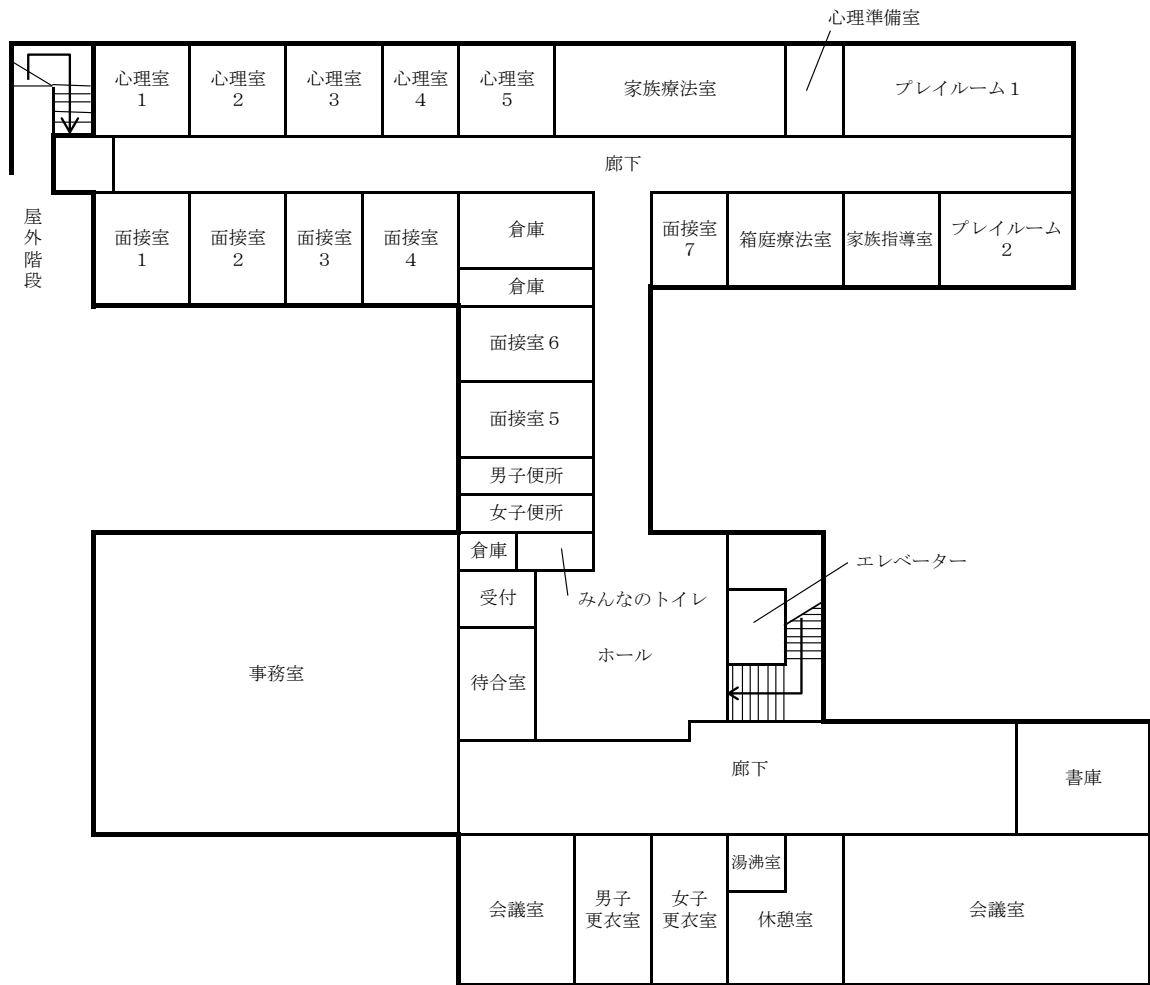 心理準備室
心理室
1
心理室
2
心理室
3
心理室
4
心理室
5
家族療法室
プレイルーム１
廊下
屋外階段
面接室
1
面接室
2
面接室
3
面接室
4
倉庫
面接室
7
箱庭療法室
家族指導室
プレイルーム
2
倉庫
面接室６
面接室５
男子便所
女子便所
倉庫
エレベーター
受付
みんなのトイレ
ホール
事務室
待合室
廊下
書庫
湯沸室
会議室
男子
更衣室
女子
更衣室
休憩室
会議室